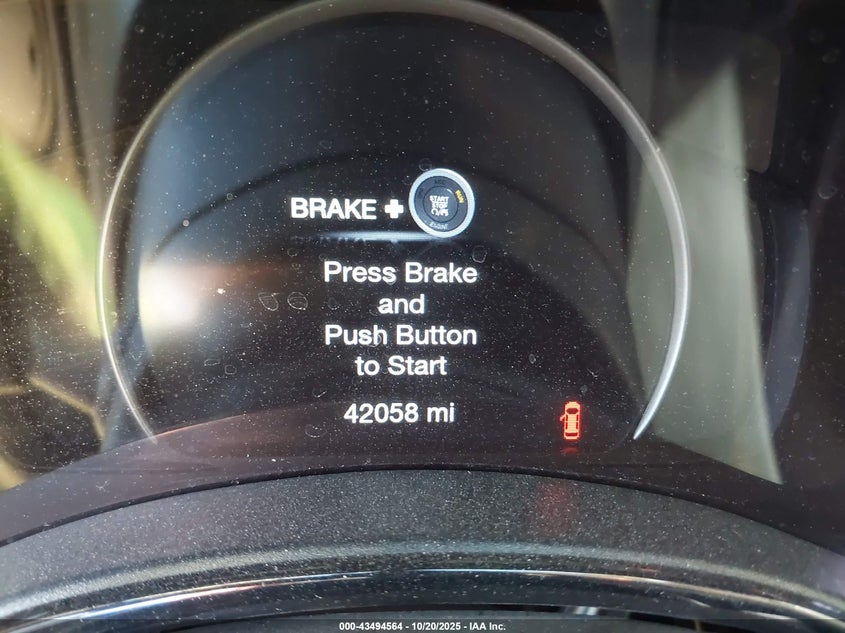 BRAKE +
START
STOP
ENGINE
Press Brake
and
Push Button
to Start
42058 mi
000-43494564 - 10/20/2025 - IAA Inc.